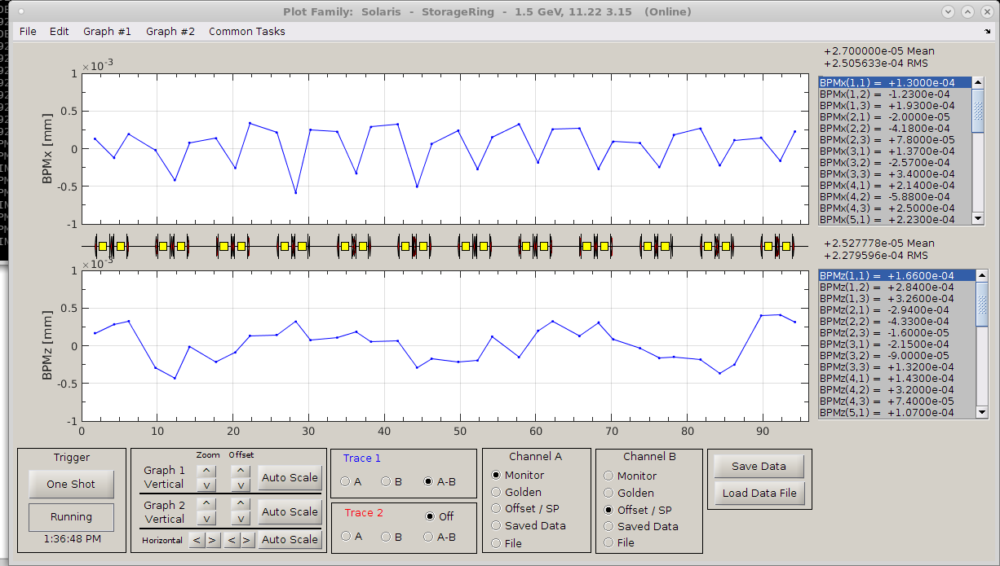 Plot Family: Solaris - StorageRing - 1.5 GeV, 11.22 3.15 (Online)
File Edit Graph #1 Graph #2 Common Tasks
+2.700000e-05 Mean
+2.505633e-04 RMS
×10-3
1
0.5
0
-0.5
-1
BPMx [mm]
BPMx(1,1) = +1.3000e-04
BPMx(1,2) = -1.2300e-04
BPMx(1,3) = +1.9300e-04
BPMx(2,1) = -2.0000e-05
BPMx(2,2) = -4.1800e-04
BPMx(2,3) = +7.8000e-05
BPMx(3,1) = +1.3700e-04
BPMx(3,2) = -2.5700e-04
BPMx(3,3) = +3.4000e-04
BPMx(4,1) = +2.1400e-04
BPMx(4,2) = -5.8800e-04
BPMx(4,3) = +2.5000e-04
BPMx(5,1) = +2.2300e-04
+2.527778e-05 Mean
+2.279596e-04 RMS
×10-3
1
0.5
0
-0.5
-1
BPMz [mm]
0 10 20 30 40 50 60 70 80 90
BPMz(1,1) = +1.6600e-04
BPMz(1,2) = +2.8400e-04
BPMz(1,3) = +3.2600e-04
BPMz(2,1) = -2.9400e-04
BPMz(2,2) = -4.3300e-04
BPMz(2,3) = -1.6000e-05
BPMz(3,1) = -2.1500e-04
BPMz(3,2) = -9.0000e-05
BPMz(3,3) = +1.3200e-04
BPMz(4,1) = +1.4300e-04
BPMz(4,2) = +3.2000e-04
BPMz(4,3) = +7.4000e-05
BPMz(5,1) = +1.0700e-04
Trigger
One Shot
Running
1:36:48 PM
Zoom Offset
Graph 1
Vertical
^ ^
v v
Auto Scale
Graph 2
Vertical
^ ^
v v
Auto Scale
Horizontal < > < > Auto Scale
Trace 1
A B A-B
Trace 2 Off
A B A-B
Channel A
Monitor
Golden
Offset / SP
Saved Data
File
Channel B
Monitor
Golden
Offset / SP
Saved Data
File
Save Data
Load Data File